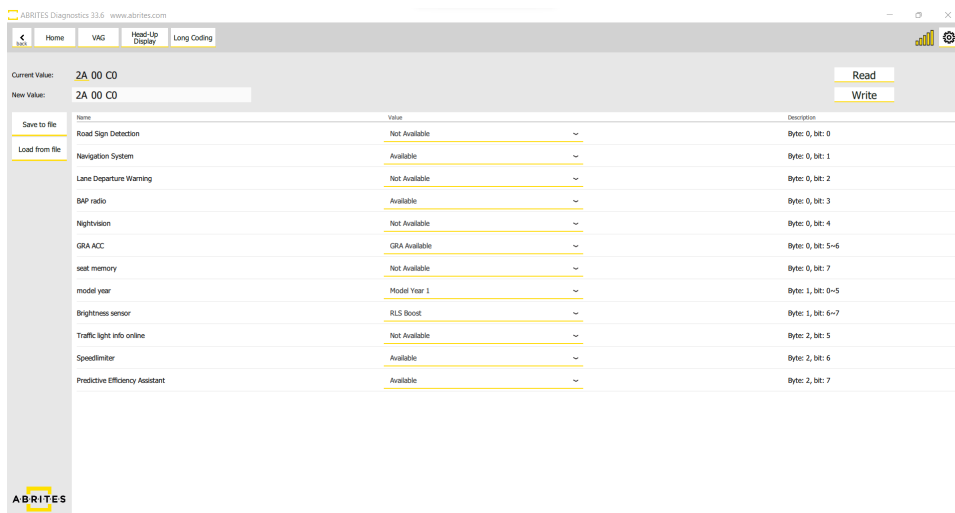 ABRITES Diagnostics 33.6 www.abrites.com
back Home VAG Head-Up Display Long Coding
Current Value: 2A 00 C0 Read
New Value: 2A 00 C0 Write
Save to file
Load from file
Name Value Description
Road Sign Detection Not Available Byte: 0, bit: 0
Navigation System Available Byte: 0, bit: 1
Lane Departure Warning Not Available Byte: 0, bit: 2
BAP radio Available Byte: 0, bit: 3
Nightvision Not Available Byte: 0, bit: 4
GRA ACC GRA Available Byte: 0, bit: 5~6
seat memory Not Available Byte: 0, bit: 7
model year Model Year 1 Byte: 1, bit: 0~5
Brightness sensor RLS Boost Byte: 1, bit: 6~7
Traffic light info online Not Available Byte: 2, bit: 5
Speedlimiter Available Byte: 2, bit: 6
Predictive Efficiency Assistant Available Byte: 2, bit: 7
ABRITES